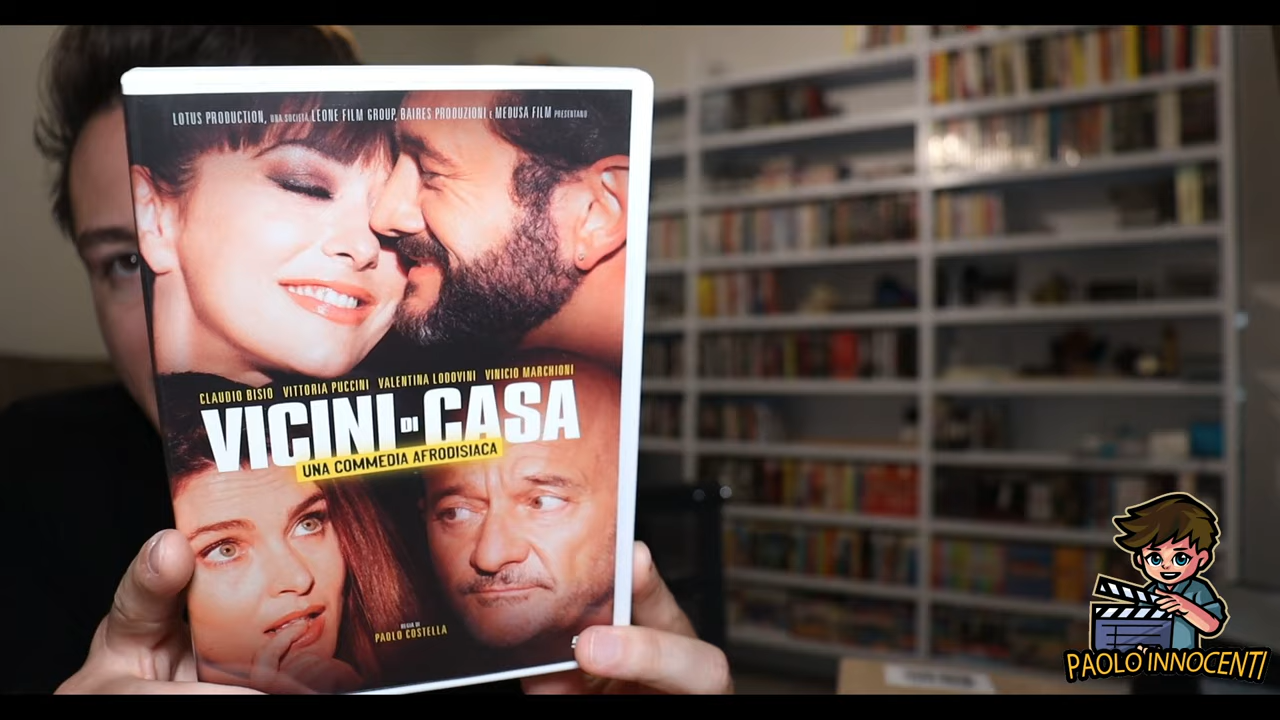 LOTUS PRODUCTION, UNA SOCIETÀ LEONE FILM GROUP, BAIRES PRODUZIONI E MEDUSA FILM PRESENTANO
CLAUDIO BISIO VITTORIA PUCCINI VALENTINA LODOVINI VINICIO MARCHIONI
VICINI DI CASA
UNA COMMEDIA AFRODISIACA
REGIA DI
PAOLO COSTELLA
PAOLO INNOCENTI